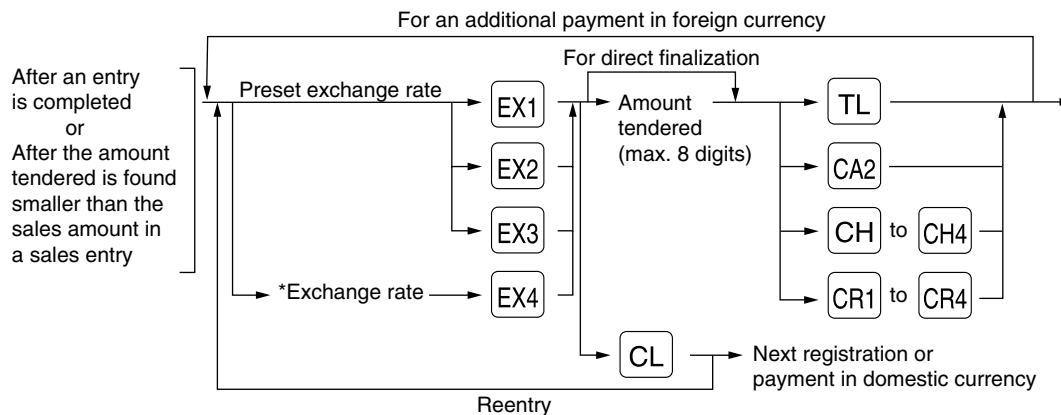 For an additional payment in foreign currency
For direct finalization
After an entry
is completed
or
After the amount
tendered is found
smaller than the
sales amount in
a sales entry
Preset exchange rate
EX1
EX2
EX3
*Exchange rate
EX4
Amount
tendered
(max. 8 digits)
TL
CA2
CH to CH4
CR1 to CR4
CL
Next registration or
payment in domestic currency
Reentry